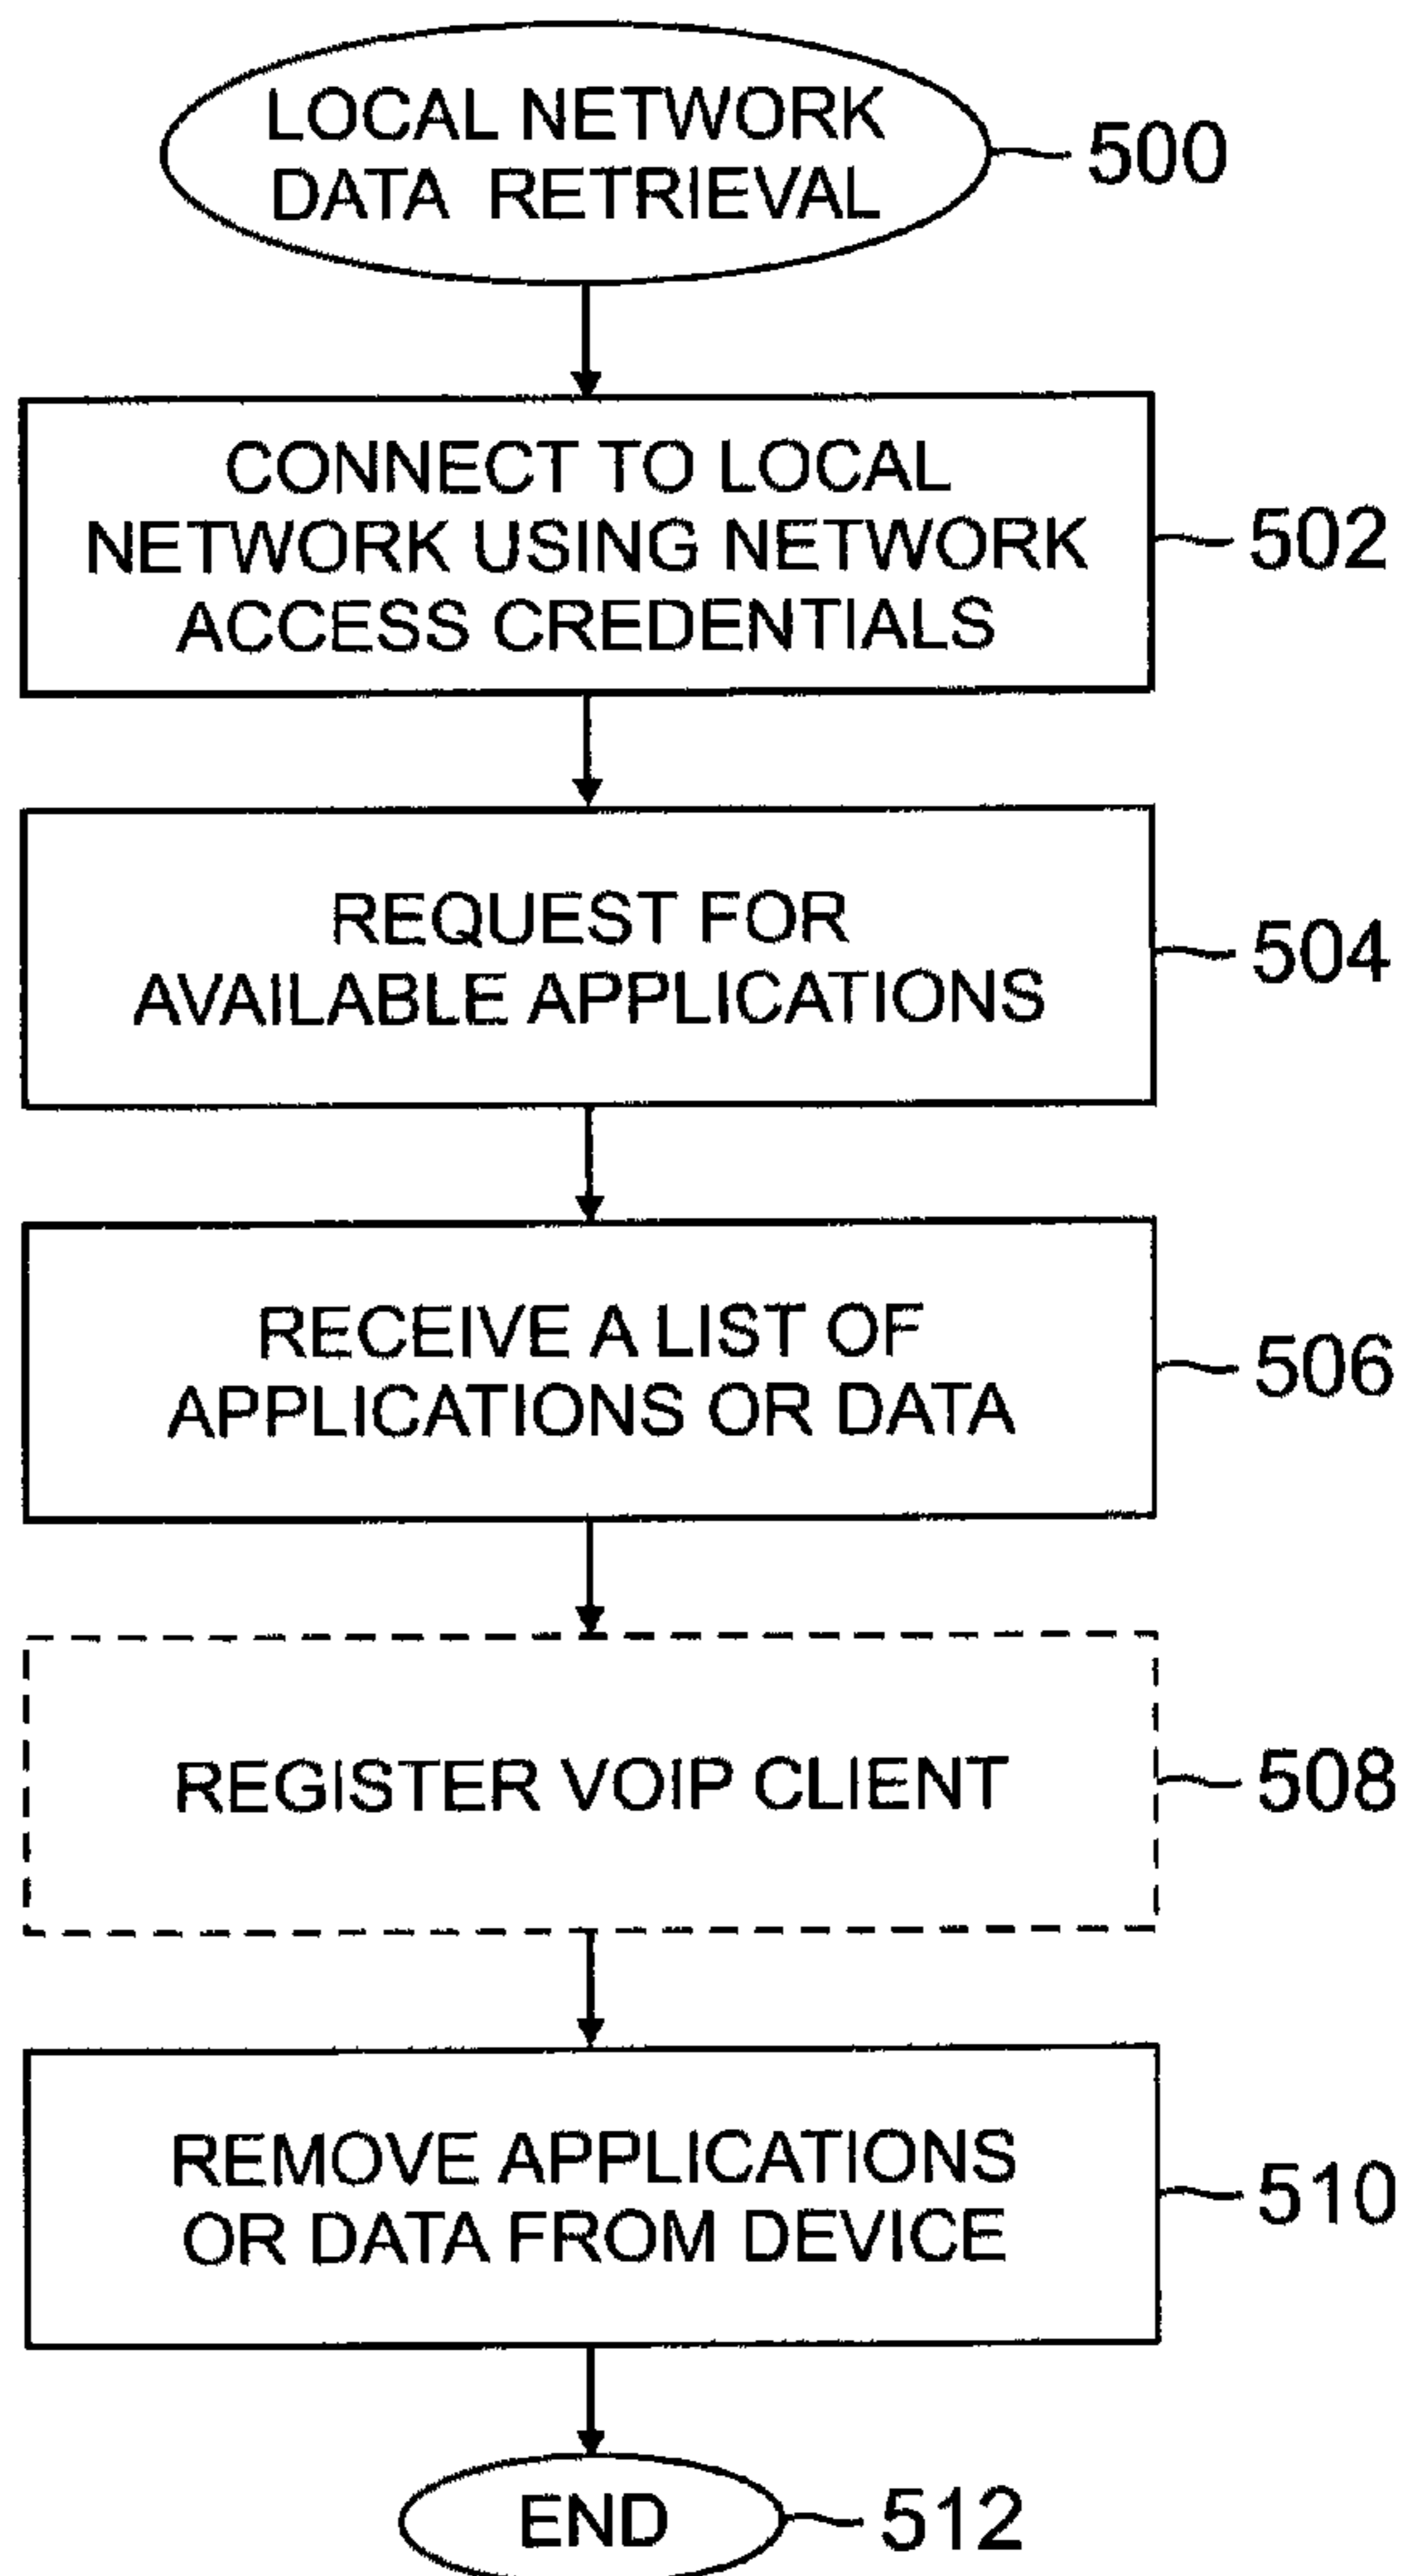 LOCAL NETWORK
DATA RETRIEVAL
500
CONNECT TO LOCAL
NETWORK USING NETWORK
ACCESS CREDENTIALS
502
REQUEST FOR
AVAILABLE APPLICATIONS
504
RECEIVE A LIST OF
APPLICATIONS OR DATA
506
REGISTER VOIP CLIENT
508
REMOVE APPLICATIONS
OR DATA FROM DEVICE
510
END
512